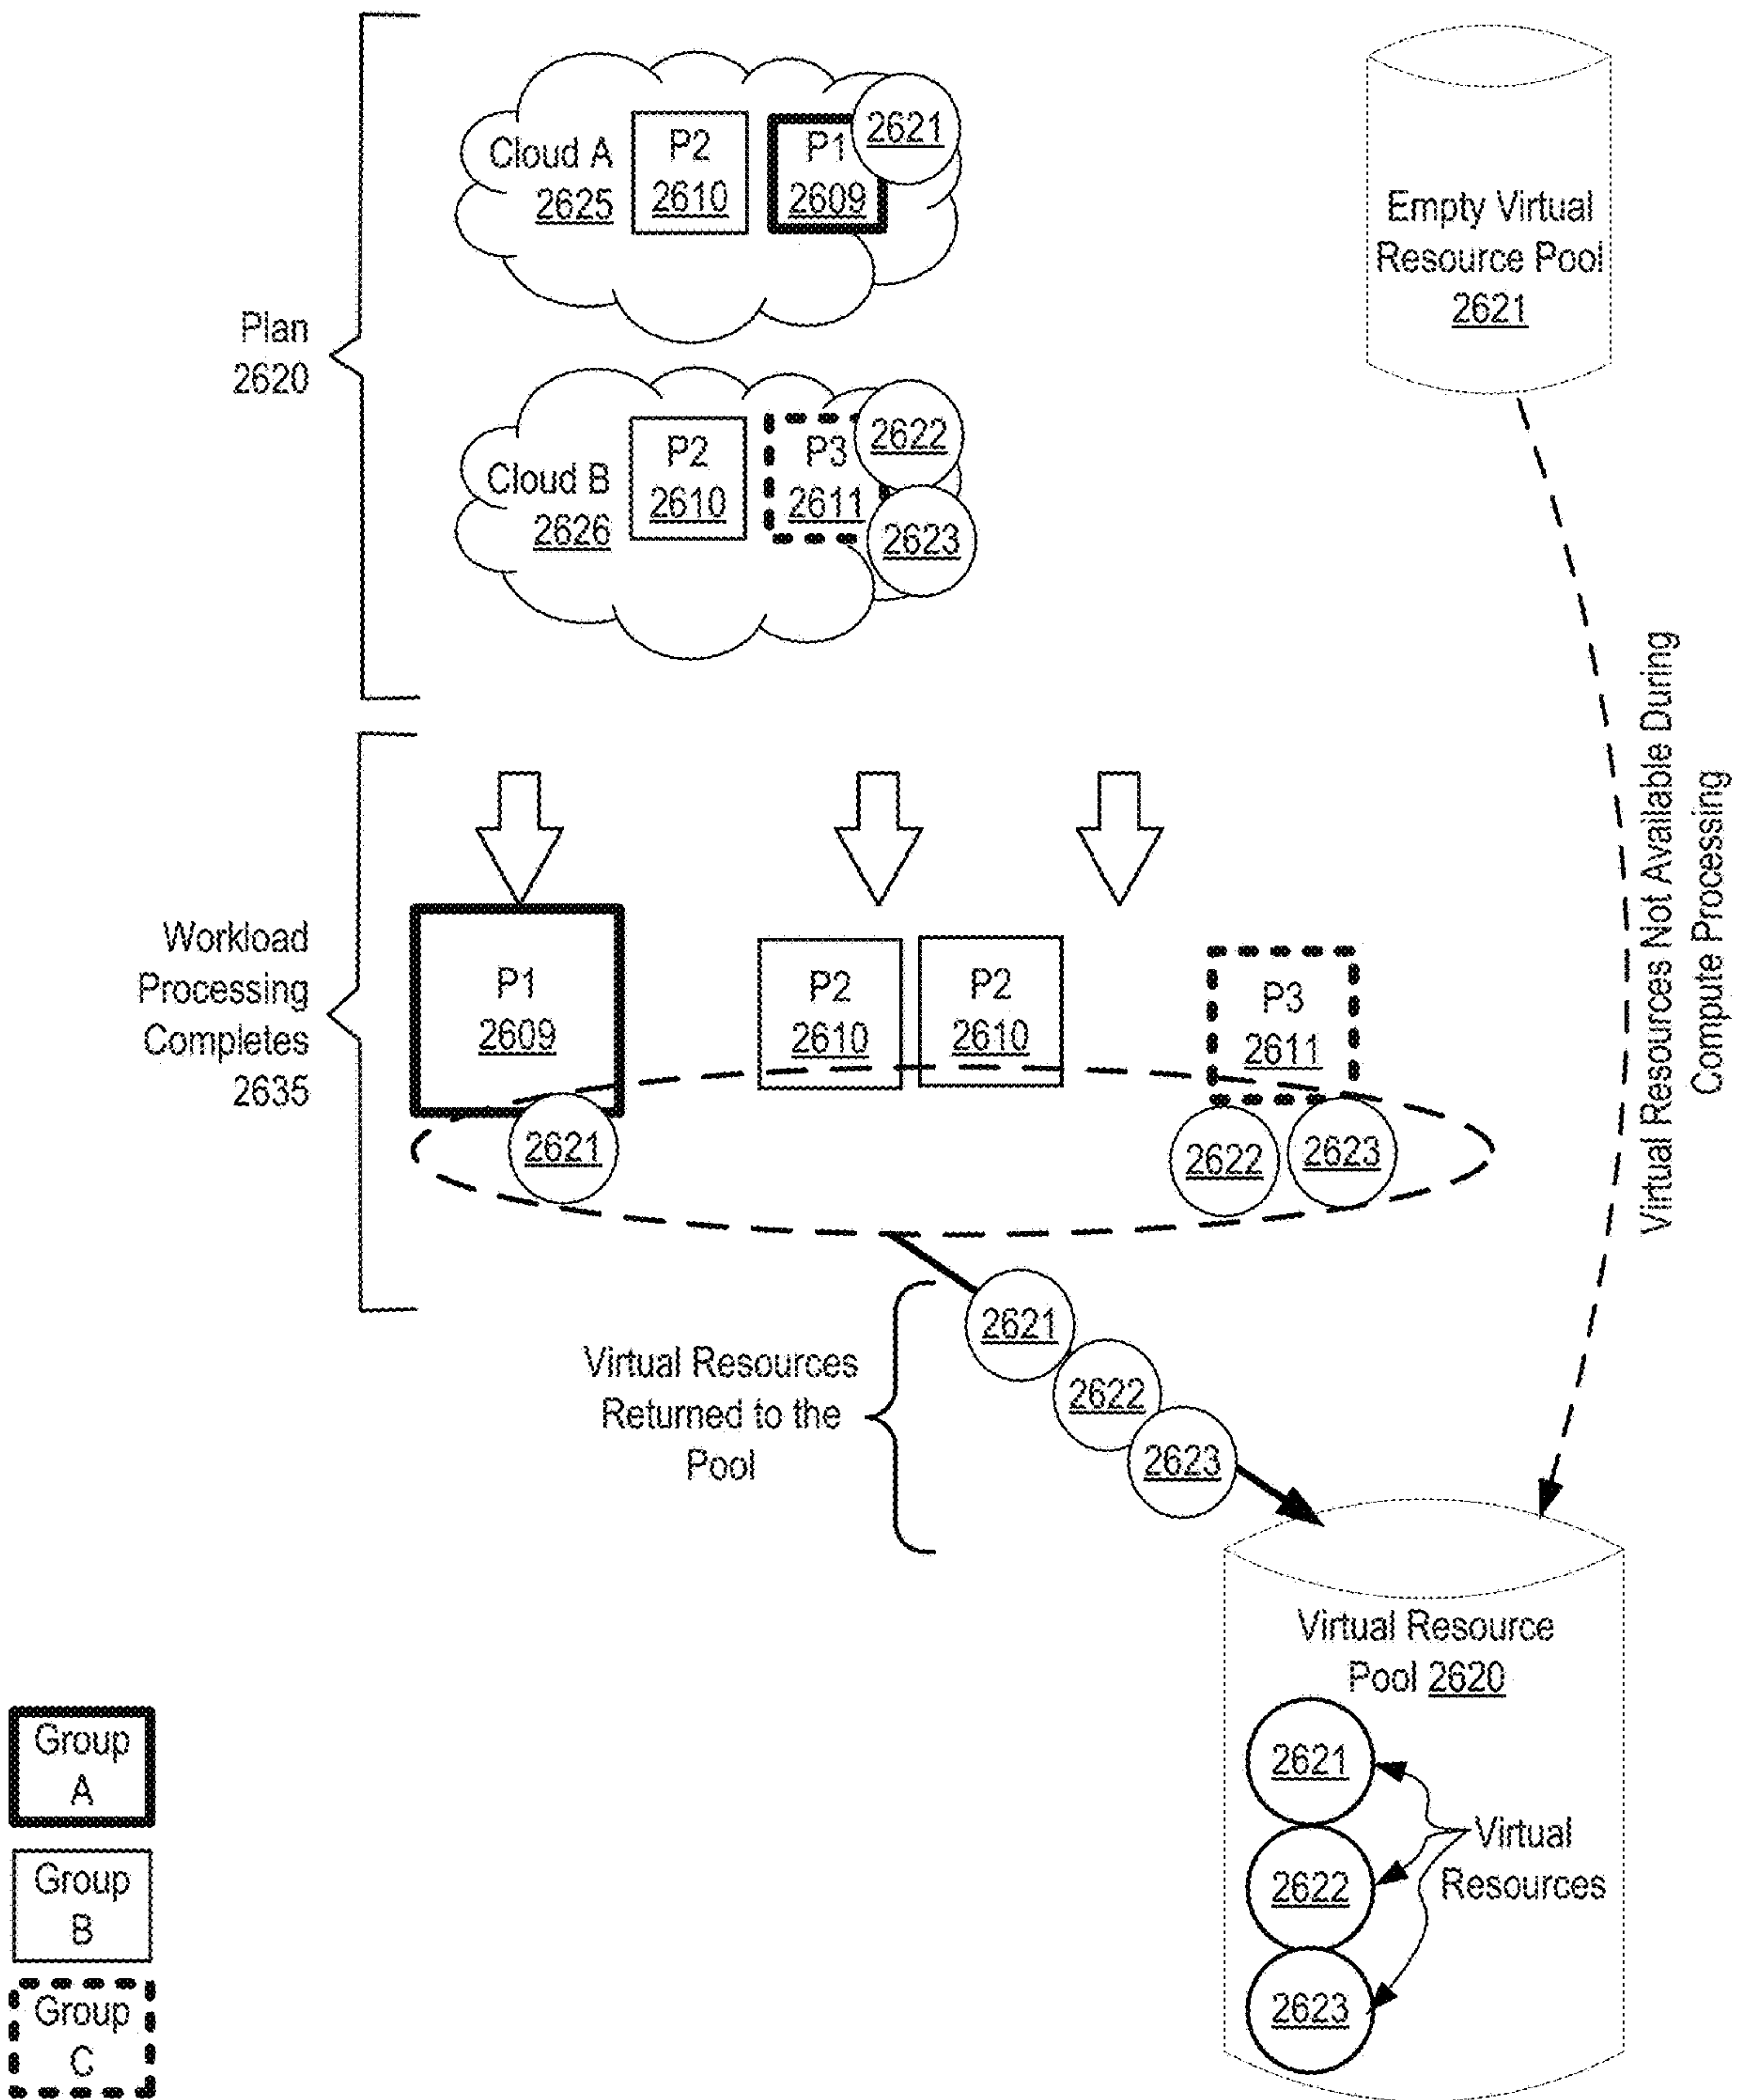 Plan
2620
Cloud A
2625
P2
2610
P1
2609
2621
Cloud B
2626
P2
2610
P3
2611
2622
2623
Empty Virtual
Resource Pool
2621
Virtual Resources Not Available During
Compute Processing
Workload
Processing
Completes
2635
P1
2609
P2
2610
P2
2610
P3
2611
2621
2622
2623
Virtual Resources
Returned to the
Pool
2621
2622
2623
Virtual Resource
Pool 2620
2621
2622
2623
Virtual
Resources
Group
A
Group
B
Group
C